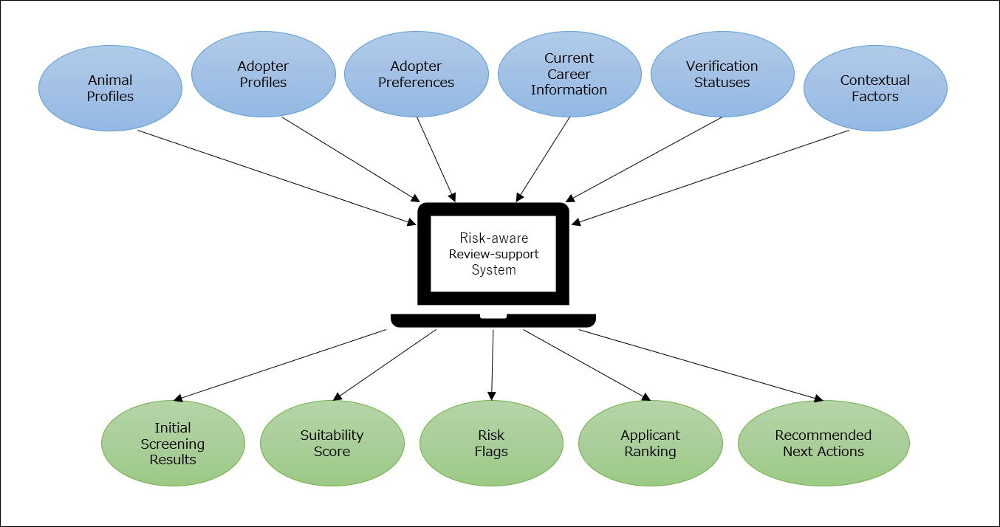 Animal
Profiles
Adopter
Profiles
Adopter
Preferences
Current
Career
Information
Verification
Statuses
Contextual
Factors
Risk-aware
Review-support
System
Initial
Screening
Results
Suitability
Score
Risk
Flags
Applicant
Ranking
Recommended
Next Actions